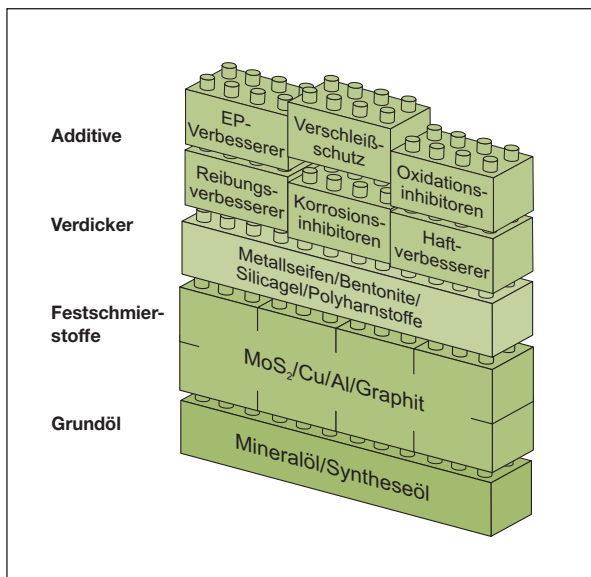 Additive
EP-
Verbesserer
Verschleiß-
schutz
Oxidations-
inhibitoren
Reibungs-
verbesserer
Korrosions-
inhibitoren
Haft-
verbesserer
Verdicker
Metallseifen/Bentonite/
Silicagel/Polyharnstoffe
Festschmier-
stoffe
MoS₂/Cu/Al/Graphit
Grundöl
Mineralöl/Syntheseöl